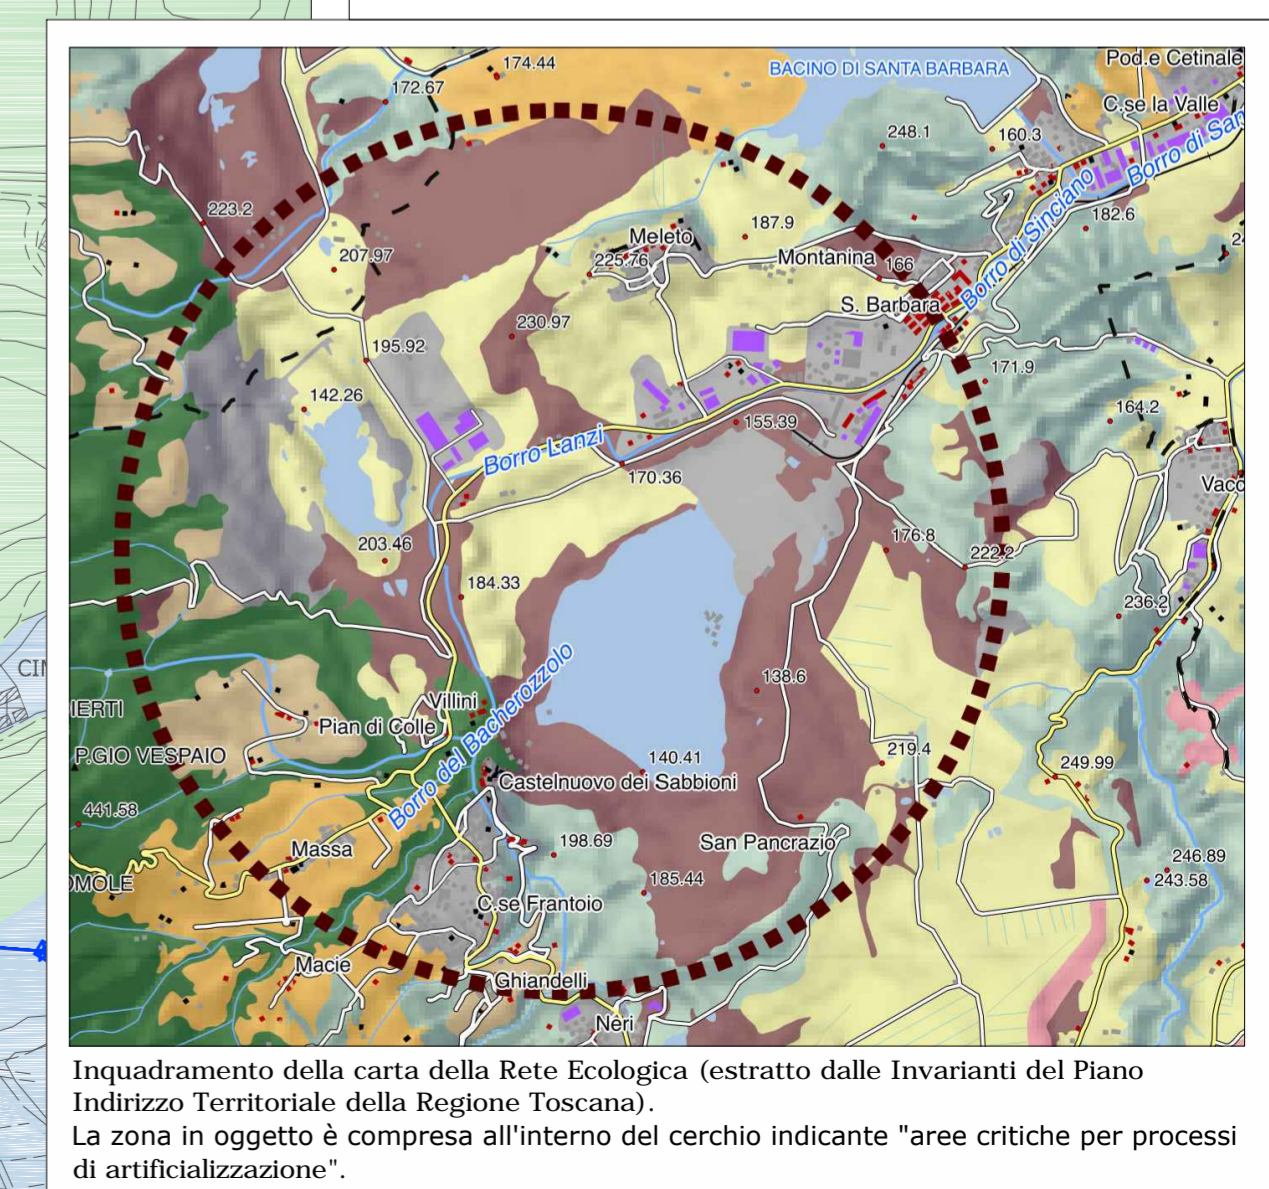 174.44
172.67
BACINO DI SANTA BARBARA
Pod.e Cetinale
C.se la Valle
248.1
160.3
Borro di San
223.2
187.9
182.6
Meleto
207.97
225.76
Montanina
166
Borro di Sinciano
S. Barbara
230.97
195.92
171.9
142.26
164.2
155.39
Borro Lanzi
170.36
Vacc
203.46
176.8
222.2
184.33
236.2
CIN
138.6
Villini
IERTI
Pian di Colle
P.GIO VESPAIO
Borro del Bacherozzolo
219.4
140.41
249.99
Castelnuovo dei Sabbioni
441.58
198.69
San Pancrazio
Massa
246.89
OMOLE
185.44
243.58
C.se Frantoio
Macie
Ghiandelli
Neri
Inquadramento della carta della Rete Ecologica (estratto dalle Invarianti del Piano
Indirizzo Territoriale della Regione Toscana).
La zona in oggetto è compresa all'interno del cerchio indicante "aree critiche per processi
di artificializzazione".